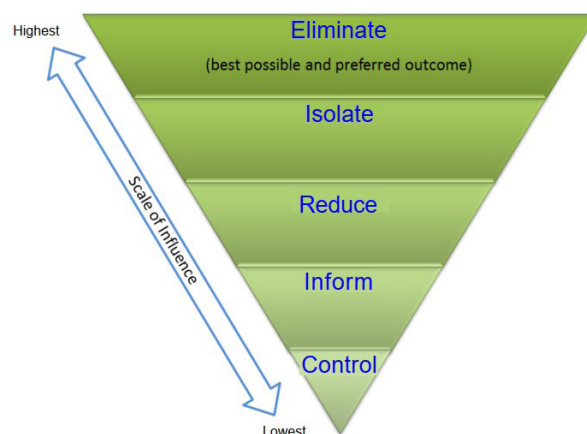 Highest
Eliminate
(best possible and preferred outcome)
Isolate
Scale of Influence
Reduce
Inform
Control
Lowest